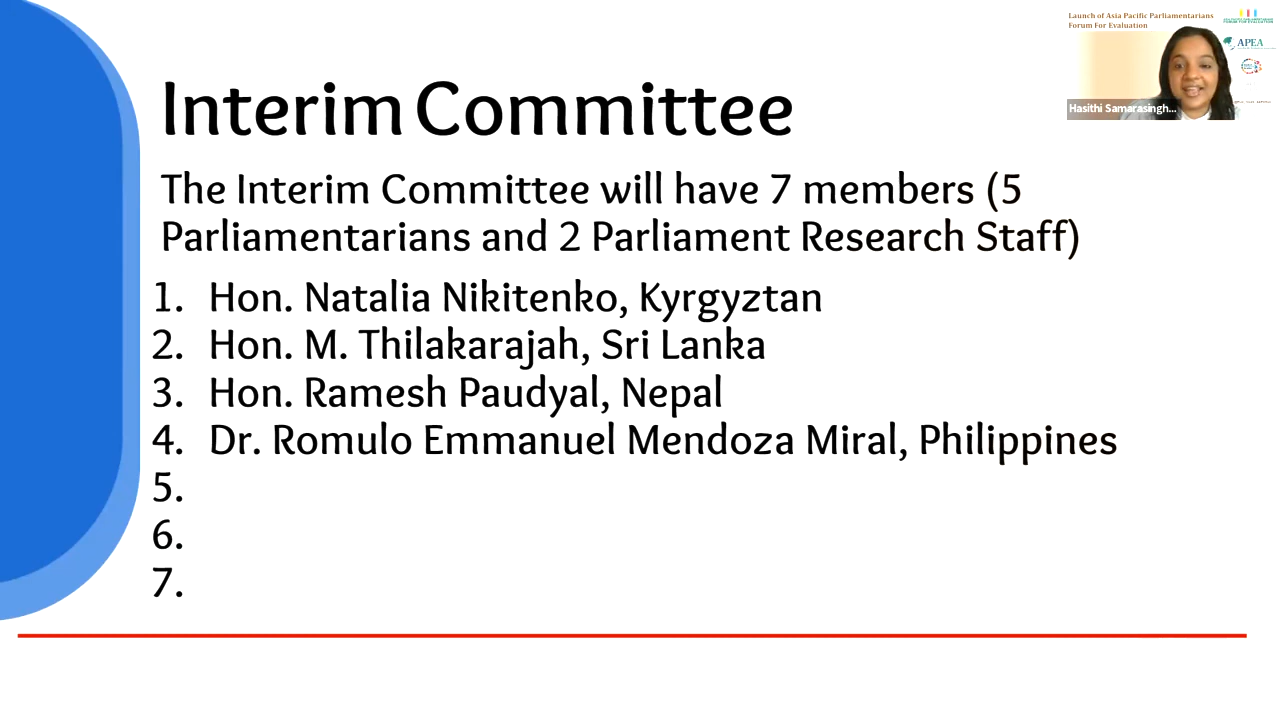 Launch of Asia Pacific Parliamentarians
Forum For Evaluation
APEA
Hasithi Samarasingh...
Interim Committee
The Interim Committee will have 7 members (5
Parliamentarians and 2 Parliament Research Staff)
1. Hon. Natalia Nikitenko, Kyrgyztan
2. Hon. M. Thilakarajah, Sri Lanka
3. Hon. Ramesh Paudyal, Nepal
4. Dr. Romulo Emmanuel Mendoza Miral, Philippines
5.
6.
7.